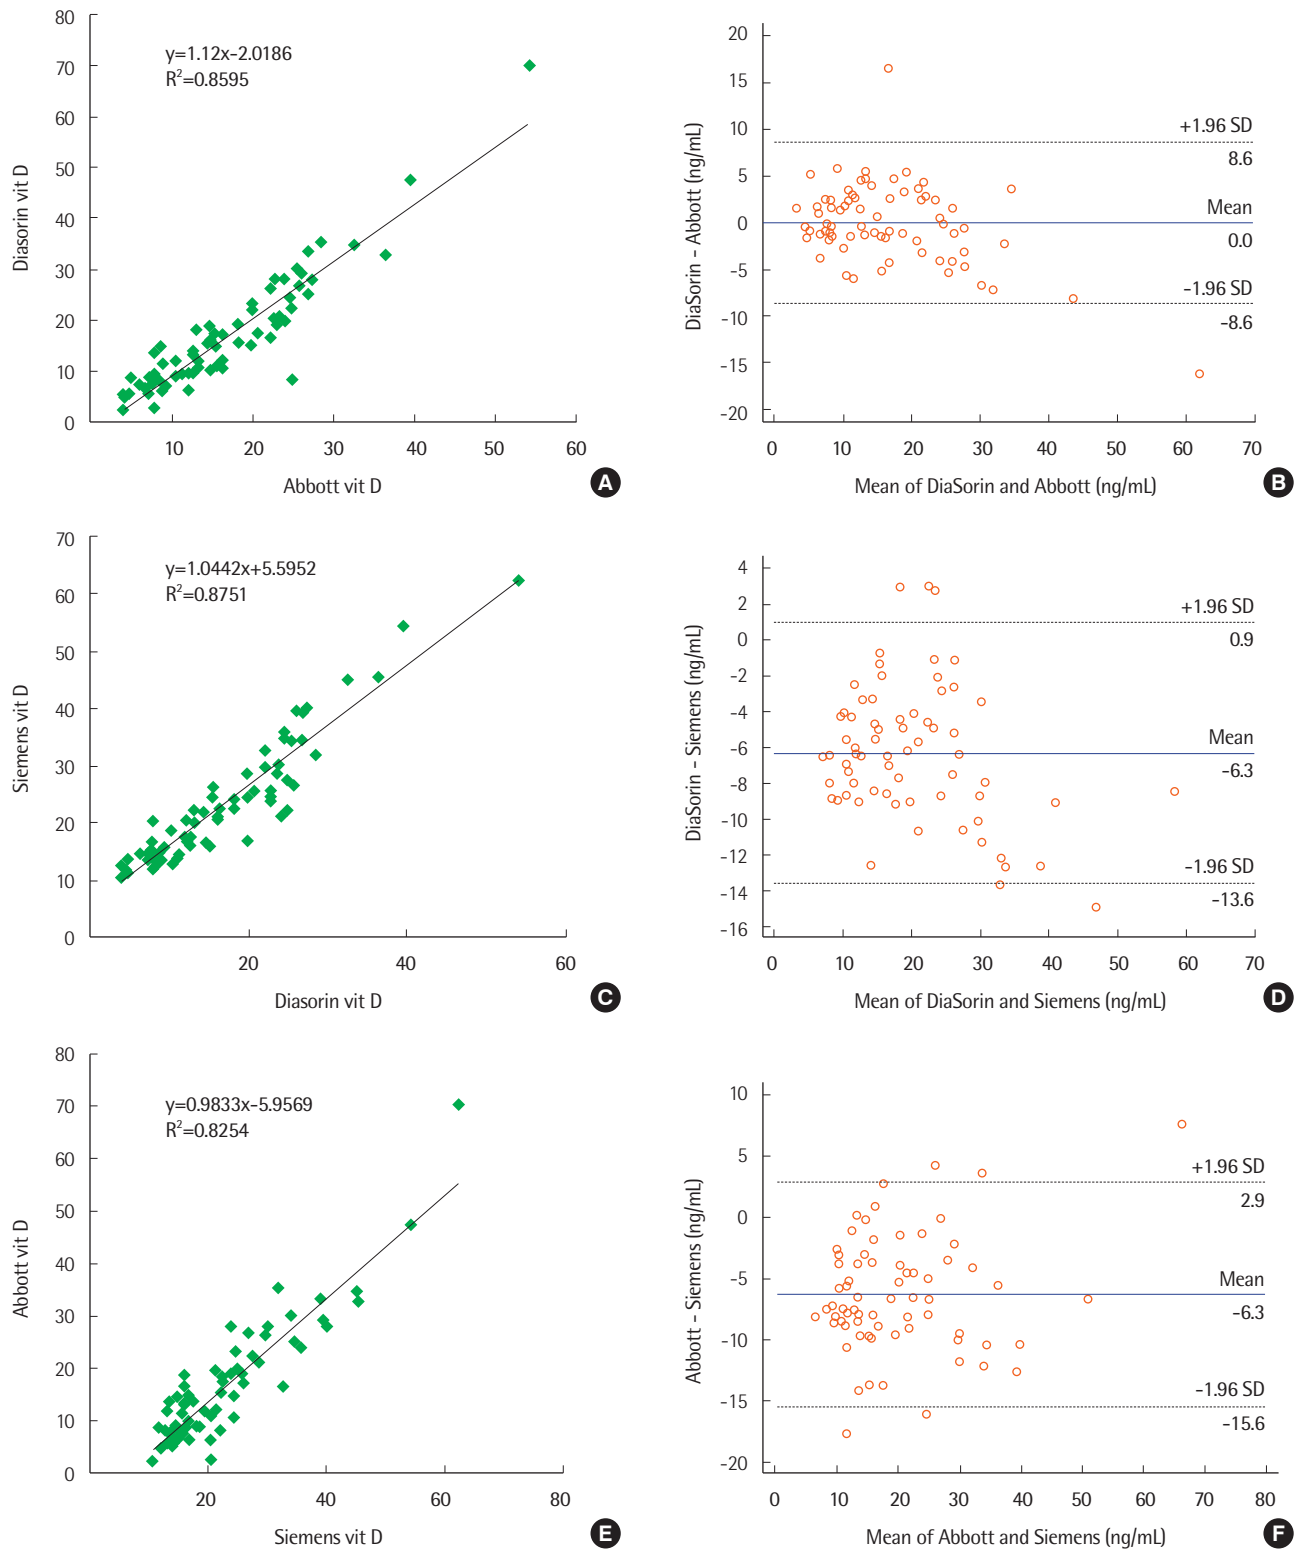 80
70
60
50
40
30
20
10
0
y=1.12x−2.0186
R²=0.8595
Diasorin vit D
10 20 30 40 50 60
Abbott vit D
A
20
15
10
5
0
-5
-10
-15
-20
+1.96 SD
8.6
Mean
0.0
-1.96 SD
-8.6
DiaSorin - Abbott (ng/mL)
0 10 20 30 40 50 60 70
Mean of DiaSorin and Abbott (ng/mL)
B
70
60
50
40
30
20
10
0
y=1.0442x+5.5952
R²=0.8751
Siemens vit D
20 40 60
Diasorin vit D
C
4
2
0
-2
-4
-6
-8
-10
-12
-14
-16
+1.96 SD
0.9
Mean
-6.3
-1.96 SD
-13.6
DiaSorin - Siemens (ng/mL)
0 10 20 30 40 50 60 70
Mean of DiaSorin and Siemens (ng/mL)
D
80
70
60
50
40
30
20
10
0
y=0.9833x−5.9569
R²=0.8254
Abbott vit D
20 40 60 80
Siemens vit D
E
10
5
0
-5
-10
-15
-20
+1.96 SD
2.9
Mean
-6.3
-1.96 SD
-15.6
Abbott - Siemens (ng/mL)
0 10 20 30 40 50 60 70 80
Mean of Abbott and Siemens (ng/mL)
F